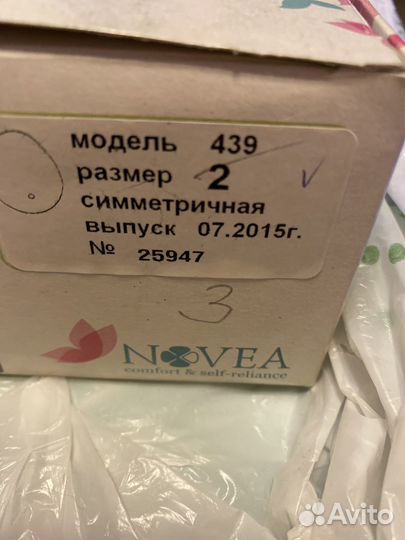 модель 439
размер 2
симметричная
выпуск 07.2015г.
№ 25947
3
NOVEA
comfort & self-reliance
Avito